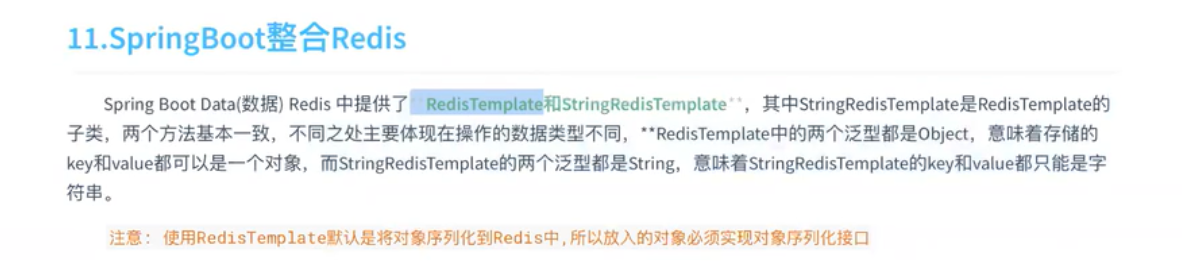 11.SpringBoot整合Redis
Spring Boot Data(数据) Redis 中提供了**RedisTemplate和StringRedisTemplate**，其中StringRedisTemplate是RedisTemplate的
子类，两个方法基本一致，不同之处主要体现在操作的数据类型不同，**RedisTemplate中的两个泛型都是Object，意味着存储的
key和value都可以是一个对象，而StringRedisTemplate的两个泛型都是String，意味着StringRedisTemplate的key和value都只能是字
符串。
注意: 使用RedisTemplate默认是将对象序列化到Redis中,所以放入的对象必须实现对象序列化接口